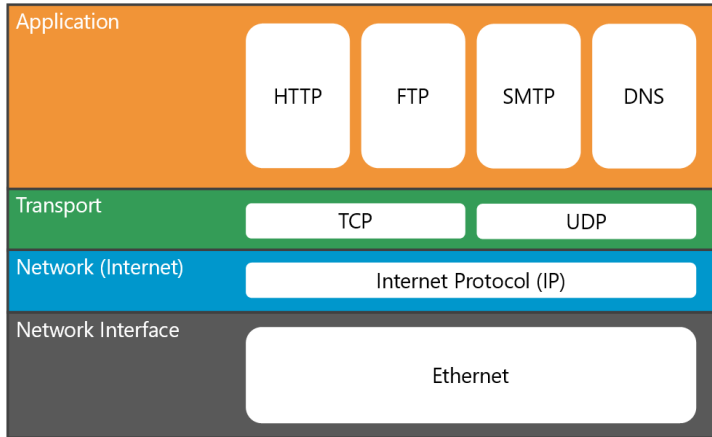 Application
HTTP
FTP
SMTP
DNS
Transport
TCP
UDP
Network (Internet)
Internet Protocol (IP)
Network Interface
Ethernet